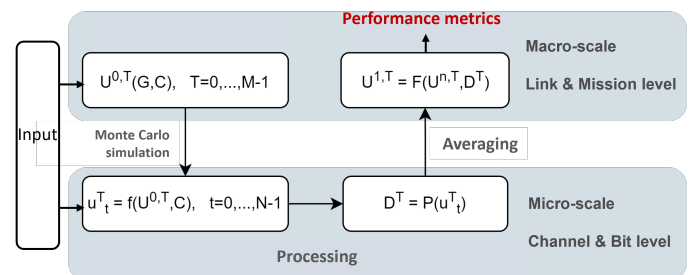 Performance metrics
Macro-scale
U^0,T(G,C), T=0,...,M-1
U^1,T = F(U^n,T,D^T)
Link & Mission level
Input
Monte Carlo
simulation
Averaging
u^T_t = f(U^0,T,C), t=0,...,N-1
D^T = P(u^T_t)
Micro-scale
Channel & Bit level
Processing